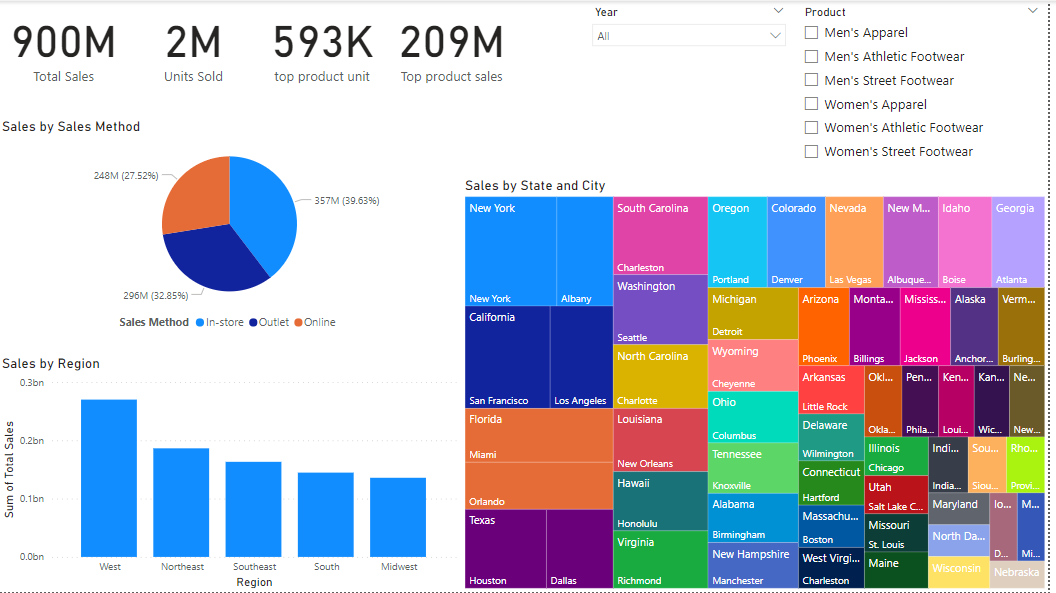 900M
Total Sales
2M
Units Sold
593K
top product unit
209M
Top product sales
Year
All
Product
Men's Apparel
Men's Athletic Footwear
Men's Street Footwear
Women's Apparel
Women's Athletic Footwear
Women's Street Footwear
Sales by Sales Method
248M (27.52%)
357M (39.63%)
296M (32.85%)
Sales Method In-store Outlet Online
Sales by Region
Sum of Total Sales
0.3bn
0.2bn
0.1bn
0.0bn
West Northeast Southeast South Midwest
Region
Sales by State and City
New York
New York
Albany
California
San Francisco
Los Angeles
Florida
Miami
Orlando
Texas
Houston
Dallas
South Carolina
Charleston
Washington
Seattle
North Carolina
Charlotte
Louisiana
New Orleans
Hawaii
Honolulu
Virginia
Richmond
Oregon
Portland
Colorado
Denver
Nevada
Las Vegas
New M...
Albuque...
Idaho
Boise
Georgia
Atlanta
Michigan
Detroit
Wyoming
Cheyenne
Ohio
Columbus
Tennessee
Knoxville
Alabama
Birmingham
New Hampshire
Manchester
Arizona
Phoenix
Monta...
Billings
Mississ...
Jackson
Alaska
Anchor...
Verm...
Burling...
Arkansas
Little Rock
Delaware
Wilmington
Connecticut
Hartford
Massachu...
Boston
West Virgi...
Charleston
Okl...
Okla...
Pen...
Phila...
Ken...
Loui...
Kan...
Wic...
Ne...
New...
Illinois
Chicago
Utah
Salt Lake C...
Missouri
St. Louis
Maine
Indi...
India...
Sou...
Siou...
Rho...
Provi...
Maryland
North Da...
Wisconsin
Io...
D...
M...
Mi...
Nebraska